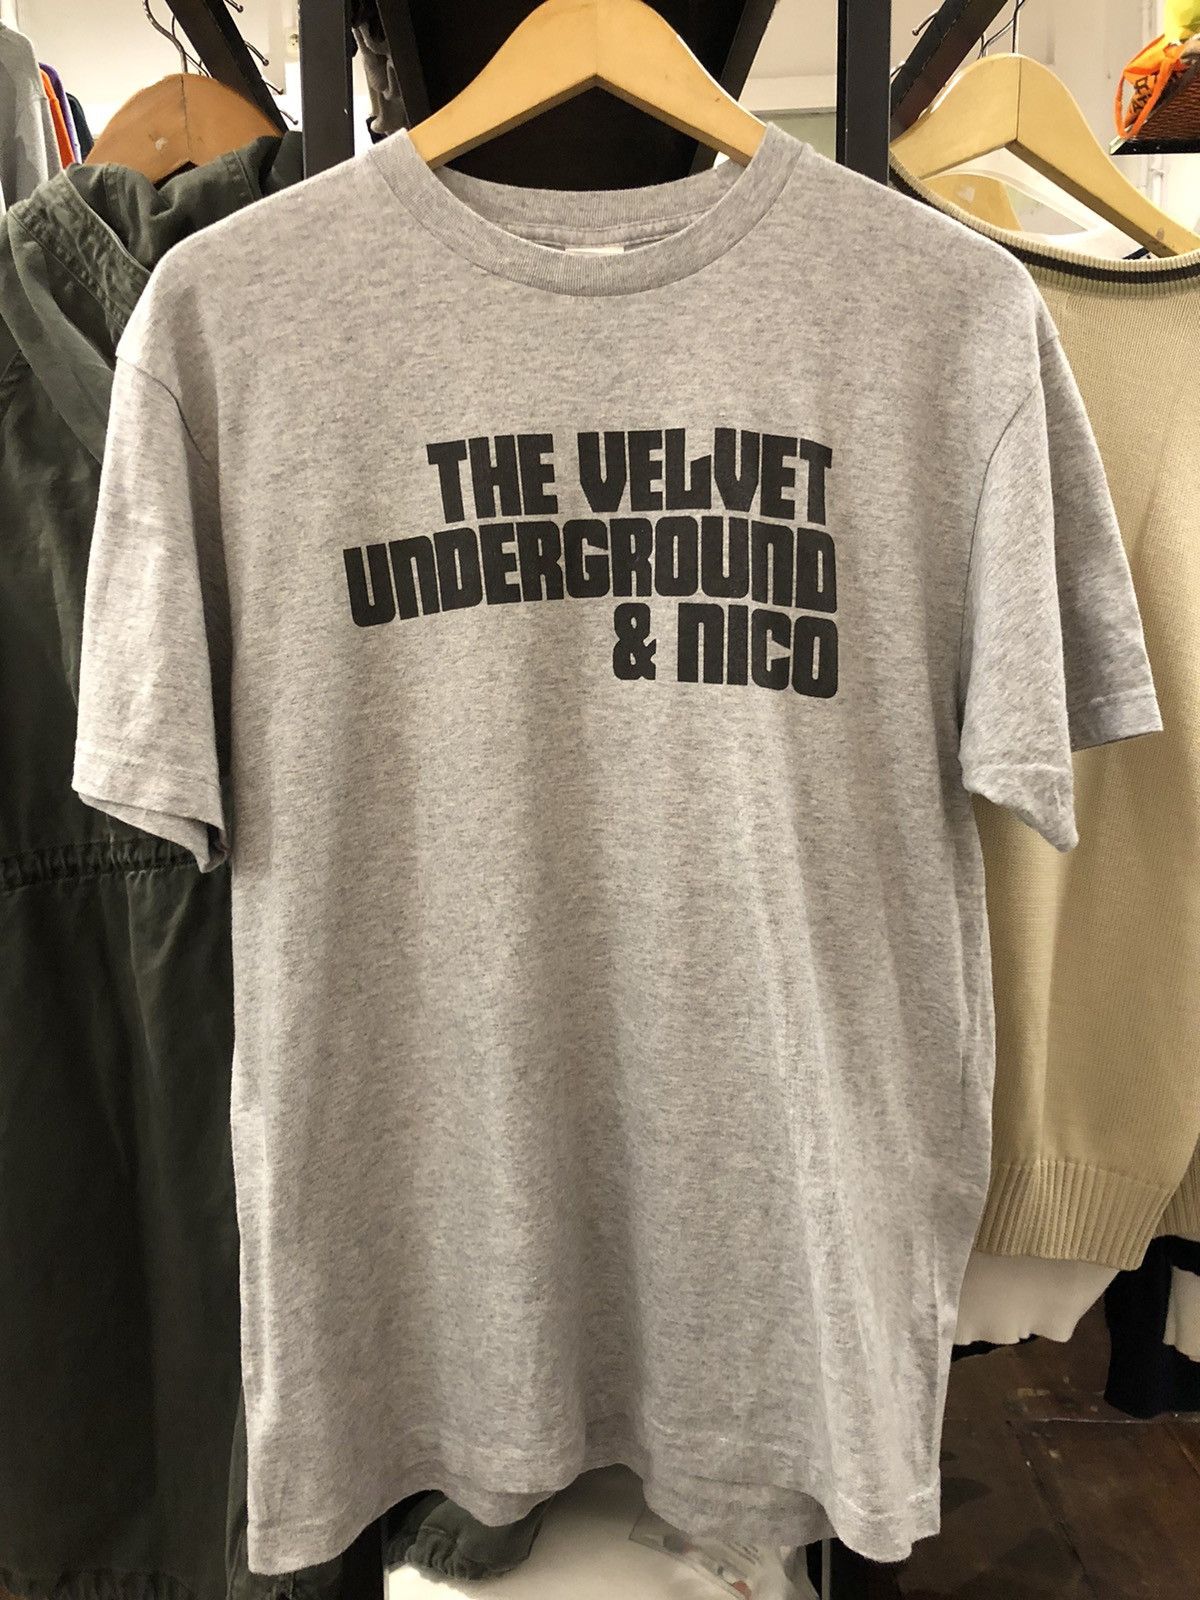 THE VELVET
UNDERGROUND
& NICO